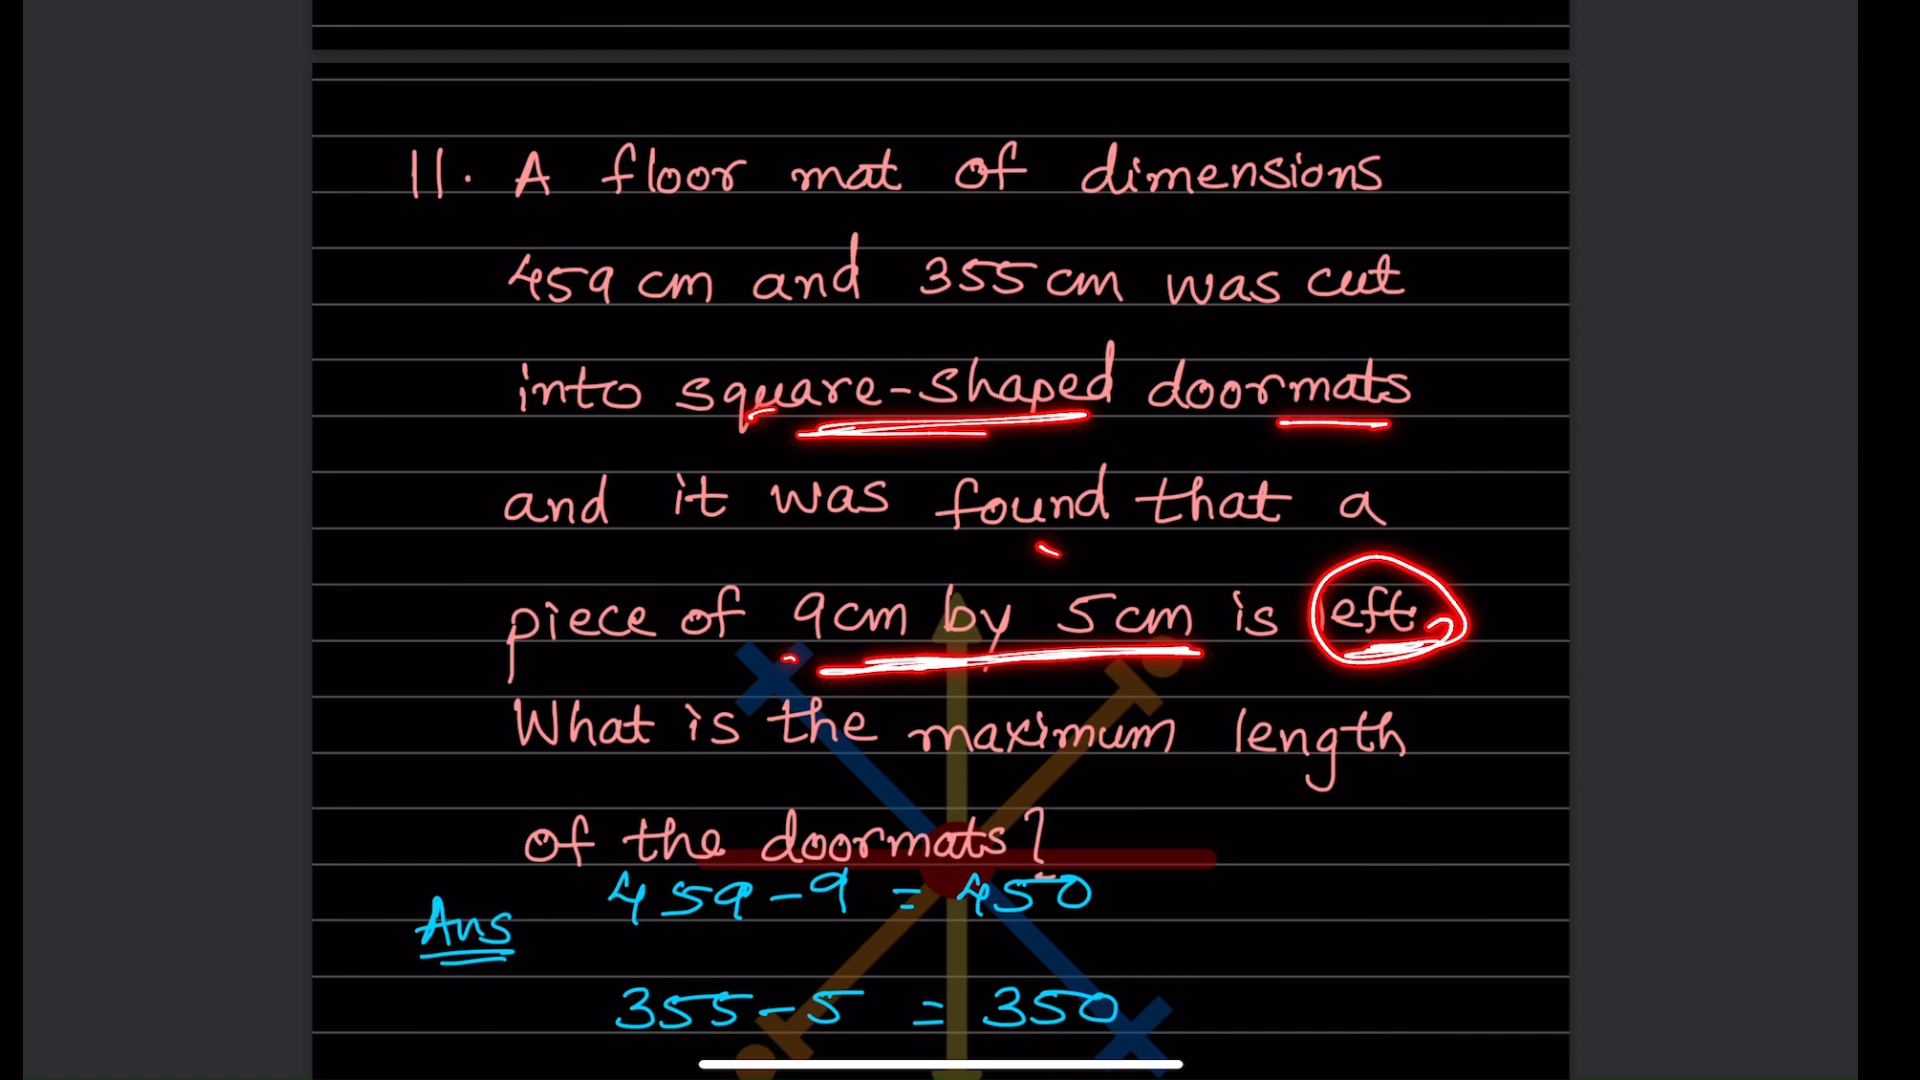 11. A floor mat of dimensions
459 cm and 355 cm was cut
into square-shaped doormats
and it was found that a
piece of 9cm by 5cm is left.
What is the maximum length
of the doormats?
459 - 9 = 450
Ans
355 - 5 = 350